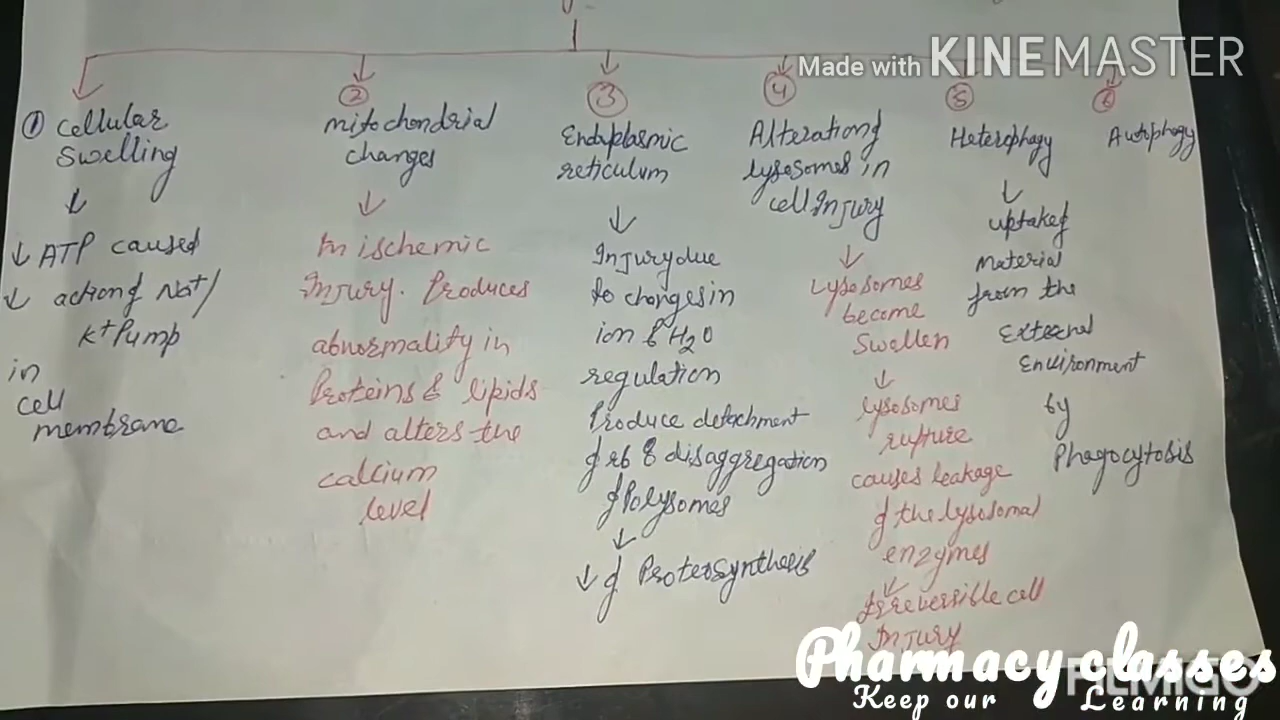 Made with KINEMASTER
① cellular
swelling
↓
↓ ATP caused
↓ action of Na+/
K+ Pump
in
cell
membrane
②
mitochondrial
changes
↓
In ischemic
Injury. Produces
abnormality in
Proteins & lipids
and alters the
calcium
level
③
Endoplasmic
reticulum
↓
Injury due
to changes in
ion & H2O
regulation
Produce detachment
of rb & disaggregation
of Polysomes
↓
↓ of Protersynthesis
④
Alteration of
lysosomes in
cell Injury
↓
Lysosomes
become
Swollen
↓
lysosomes
rupture
causes leakage
of the lysosomal
enzymes
↓
Irreversible cell
Injury
⑤
Heterophagy
↓
uptake of
Material
from the
External
Environment
by
Phagocytosis
⑥
Autophagy
Pharmacy classes
Keep our Learning
FILMIGO